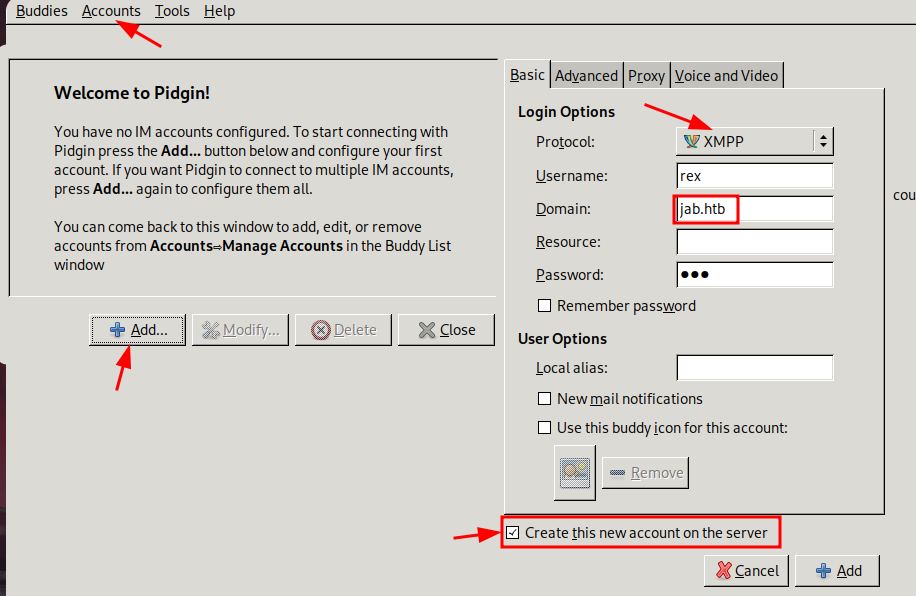 Buddies Accounts Tools Help
Welcome to Pidgin!
You have no IM accounts configured. To start connecting with
Pidgin press the Add... button below and configure your first
account. If you want Pidgin to connect to multiple IM accounts,
press Add... again to configure them all.
You can come back to this window to add, edit, or remove
accounts from Accounts⇨Manage Accounts in the Buddy List
window
Add... Modify... Delete Close
Basic Advanced Proxy Voice and Video
Login Options
Protocol: XMPP
Username: rex
Domain: jab.htb
Resource:
Password: ●●●
Remember password
User Options
Local alias:
New mail notifications
Use this buddy icon for this account:
Remove
Create this new account on the server
Cancel Add
cou